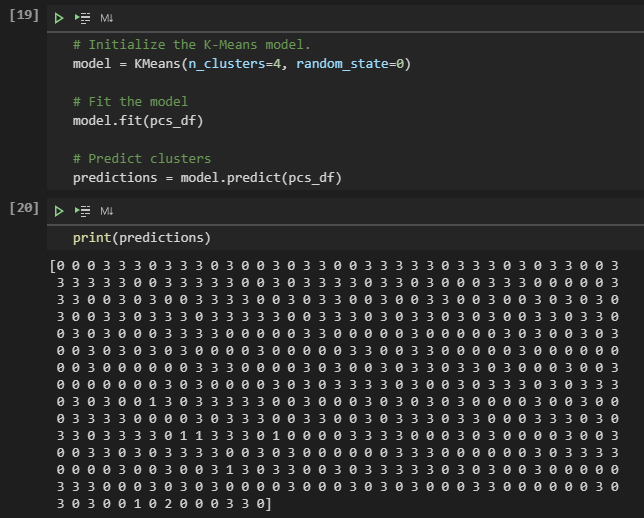 [19] M↓
# Initialize the K-Means model.
model = KMeans(n_clusters=4, random_state=0)
# Fit the model
model.fit(pcs_df)
# Predict clusters
predictions = model.predict(pcs_df)
[20] M↓
print(predictions)
[0 0 0 3 3 3 0 3 3 3 0 3 0 0 3 0 3 3 0 0 3 3 3 3 3 0 3 3 3 0 3 0 3 3 0 0 3
3 3 3 3 3 0 0 3 3 3 3 3 0 0 3 0 3 3 3 3 0 3 3 0 3 0 0 0 3 3 3 0 0 0 0 3
3 3 0 0 3 0 3 0 0 3 3 3 3 3 0 0 3 0 3 3 0 0 3 0 0 3 3 0 0 0 3 0 0 3 0 3 0
3 0 0 3 3 0 3 3 3 0 3 3 3 3 3 0 0 3 3 0 3 0 3 3 0 3 0 3 0 0 3 3 0 3 3 0
0 3 0 3 0 0 0 3 3 3 3 0 0 0 0 0 3 3 0 0 0 0 0 3 0 0 0 0 0 3 0 3 0 0 3 0 3
0 0 3 0 3 0 3 0 3 0 0 0 0 3 0 0 0 0 0 3 3 0 0 3 3 0 0 0 0 3 0 0 0 0 0 0
0 0 3 0 0 0 0 0 0 3 3 3 0 3 3 0 0 0 3 0 0 3 0 3 3 0 3 3 0 3 0 0 0 3 0 0 3
0 0 0 0 0 0 0 3 0 3 0 0 0 0 3 0 3 0 3 3 3 3 0 3 0 0 3 0 3 3 3 0 3 0 3 3 3
0 3 0 3 0 0 1 3 0 3 3 3 3 3 0 0 3 0 0 0 3 0 3 0 3 0 3 0 0 0 0 3 0 0 3 0 0
0 3 3 3 3 0 0 0 0 3 0 3 3 3 0 0 3 3 0 0 3 0 3 3 0 3 3 0 0 0 3 3 3 0 3 0
3 3 0 3 3 3 3 0 1 1 3 3 3 0 1 0 0 0 0 3 3 3 3 0 0 0 3 0 3 0 0 0 0 3 0 0 3
0 0 3 3 0 3 0 3 3 3 3 0 0 3 0 3 0 0 0 0 0 0 3 3 3 0 0 0 0 0 0 3 0 3 3 3 3
0 0 0 0 3 0 0 3 0 0 3 1 3 0 3 3 0 0 3 0 3 3 3 3 3 0 3 0 0 3 0 0 0 0 0
3 3 3 0 0 0 3 0 3 0 3 0 0 0 0 3 0 0 0 3 0 3 0 3 0 0 0 3 3 0 0 0 0 0 0 3 0
3 0 3 0 0 1 0 2 0 0 0 3 3 0]